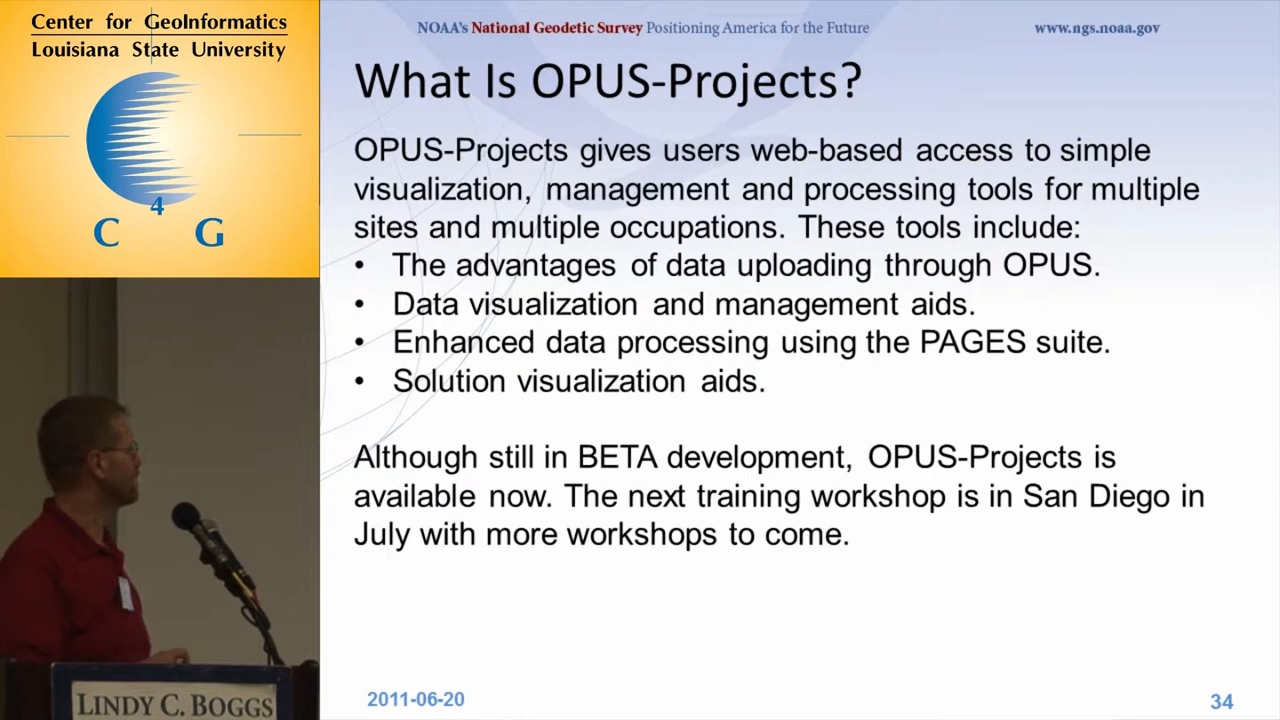 Center for GeoInformatics
Louisiana State University
C 4 G
NOAA's National Geodetic Survey Positioning America for the Future
www.ngs.noaa.gov
What Is OPUS-Projects?
OPUS-Projects gives users web-based access to simple
visualization, management and processing tools for multiple
sites and multiple occupations. These tools include:
• The advantages of data uploading through OPUS.
• Data visualization and management aids.
• Enhanced data processing using the PAGES suite.
• Solution visualization aids.
Although still in BETA development, OPUS-Projects is
available now. The next training workshop is in San Diego in
July with more workshops to come.
2011-06-20
34
LINDY C. BOGGS